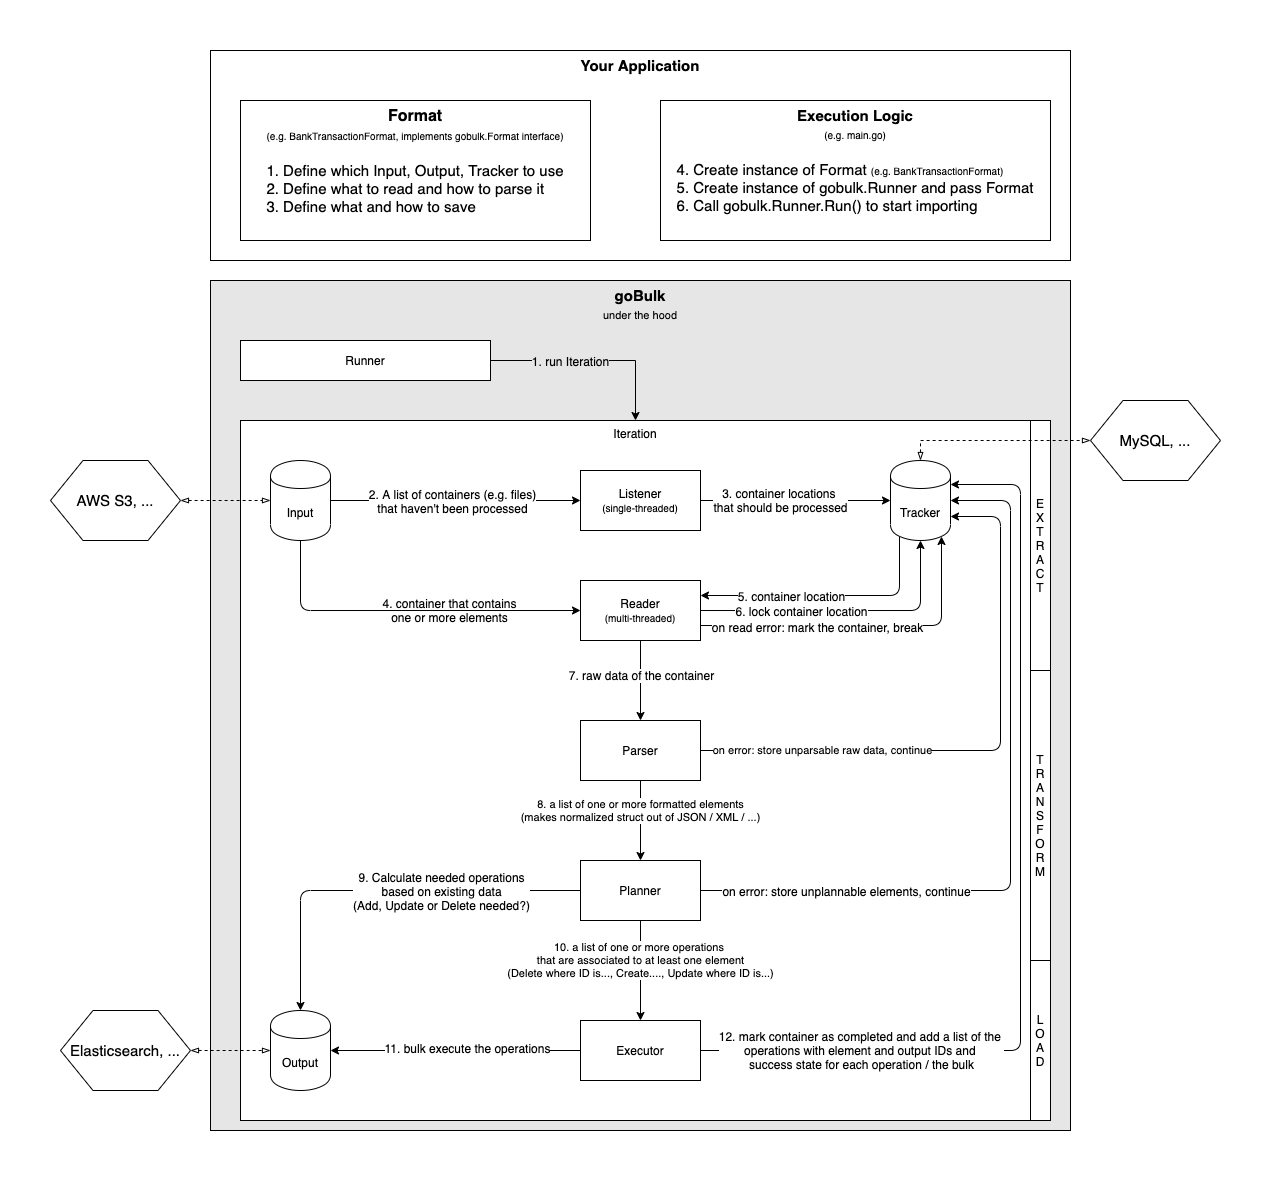 Your Application
Format
(e.g. BankTransactionFormat, implements gobulk.Format interface)
1. Define which Input, Output, Tracker to use
2. Define what to read and how to parse it
3. Define what and how to save
Execution Logic
(e.g. main.go)
4. Create instance of Format (e.g. BankTransactionFormat)
5. Create instance of gobulk.Runner and pass Format
6. Call gobulk.Runner.Run() to start importing
goBulk
under the hood
Runner
1. run Iteration
Iteration
MySQL, ...
AWS S3, ...
Input
2. A list of containers (e.g. files)
that haven't been processed
Listener
(single-threaded)
3. container locations
that should be processed
Tracker
EXTRACT
4. container that contains
one or more elements
Reader
(multi-threaded)
5. container location
6. lock container location
on read error: mark the container, break
7. raw data of the container
Parser
on error: store unparsable raw data, continue
TRANSFORM
8. a list of one or more formatted elements
(makes normalized struct out of JSON / XML / ...)
9. Calculate needed operations
based on existing data
(Add, Update or Delete needed?)
Planner
on error: store unplannable elements, continue
10. a list of one or more operations
that are associated to at least one element
(Delete where ID is..., Create...., Update where ID is...)
Elasticsearch, ...
Output
11. bulk execute the operations
Executor
12. mark container as completed and add a list of the
operations with element and output IDs and
success state for each operation / the bulk
LOAD